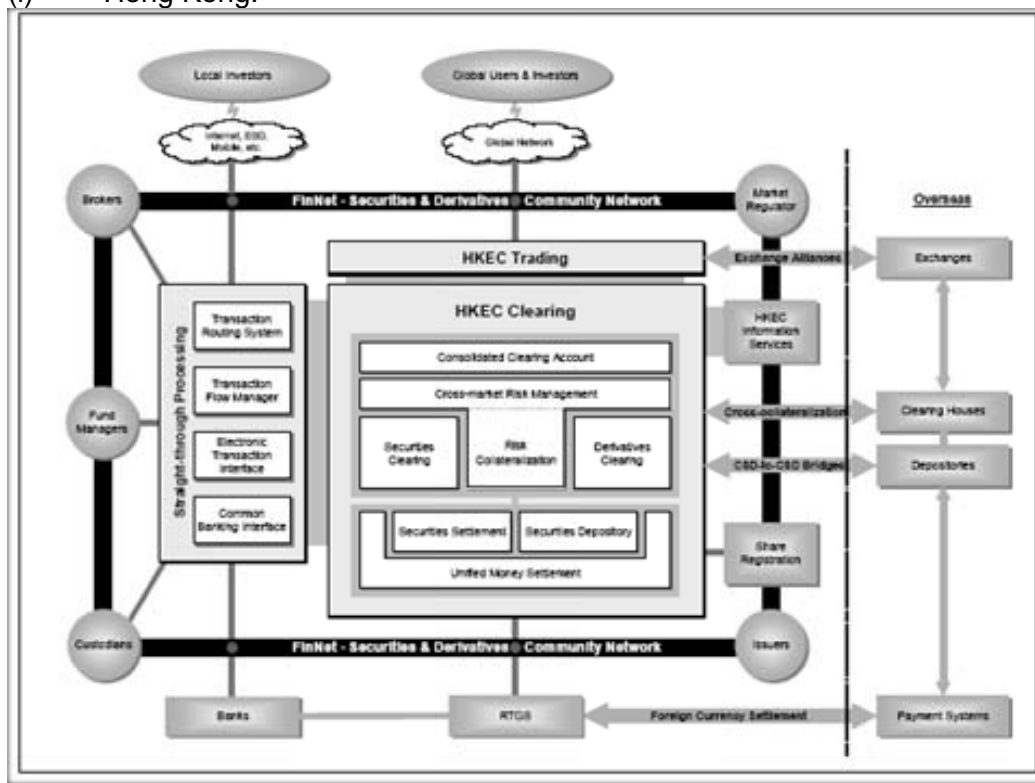 (i) Hong Kong:
Local Investors
Global Users & Investors
Internet, ESD,
Mobile, etc.
Global Network
Brokers
FinNet - Securities & Derivatives Community Network
Market
Regulator
Overseas
HKEC Trading
Exchange Alliances
Exchanges
HKEC Clearing
HKEC
Information
Services
Straight-through Processing
Transaction
Routing System
Consolidated Clearing Account
Transaction
Flow Manager
Cross-market Risk Management
Fund
Managers
Cross-collateralization
Clearing Houses
Electronic
Transaction
Interface
Securities
Clearing
Risk
Collateralization
Derivatives
Clearing
CSD-to-CSD Bridges
Depositories
Common
Banking Interface
Securities Settlement
Securities Depository
Share
Registration
Unified Money Settlement
Custodians
FinNet - Securities & Derivatives Community Network
Issuers
Banks
RTGS
Foreign Currency Settlement
Payment Systems